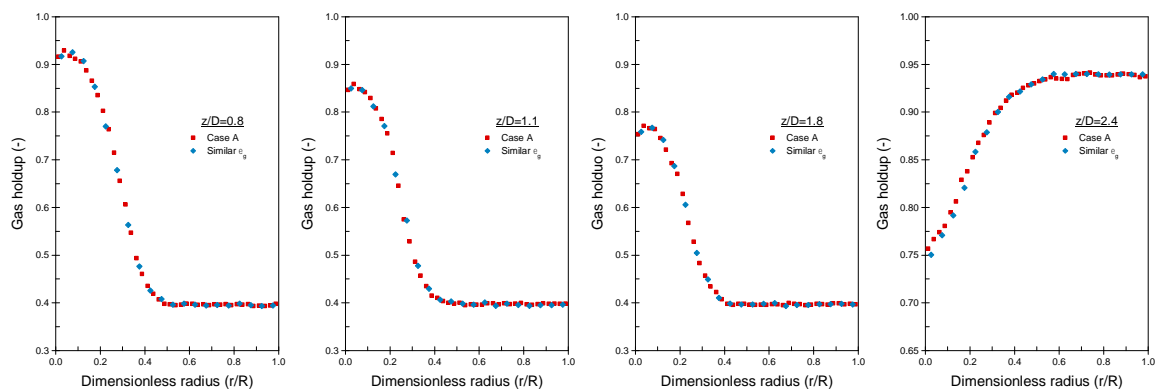 1.0
0.9
0.8
0.7
0.6
0.5
0.4
0.3
Gas holdup (-)
z/D=0.8
Case A
Similar ε_g
0.0 0.2 0.4 0.6 0.8 1.0
Dimensionless radius (r/R)
1.0
0.9
0.8
0.7
0.6
0.5
0.4
0.3
Gas holdup (-)
z/D=1.1
Case A
Similar ε_g
0.0 0.2 0.4 0.6 0.8 1.0
Dimensionless radius (r/R)
1.0
0.9
0.8
0.7
0.6
0.5
0.4
0.3
Gas holduo (-)
z/D=1.8
Case A
Similar ε_g
0.0 0.2 0.4 0.6 0.8 1.0
Dimensionless radius (r/R)
1.00
0.95
0.90
0.85
0.80
0.75
0.70
0.65
Gas holdup (-)
z/D=2.4
Case A
Similar ε_g
0.0 0.2 0.4 0.6 0.8 1.0
Dimensionless radius (r/R)